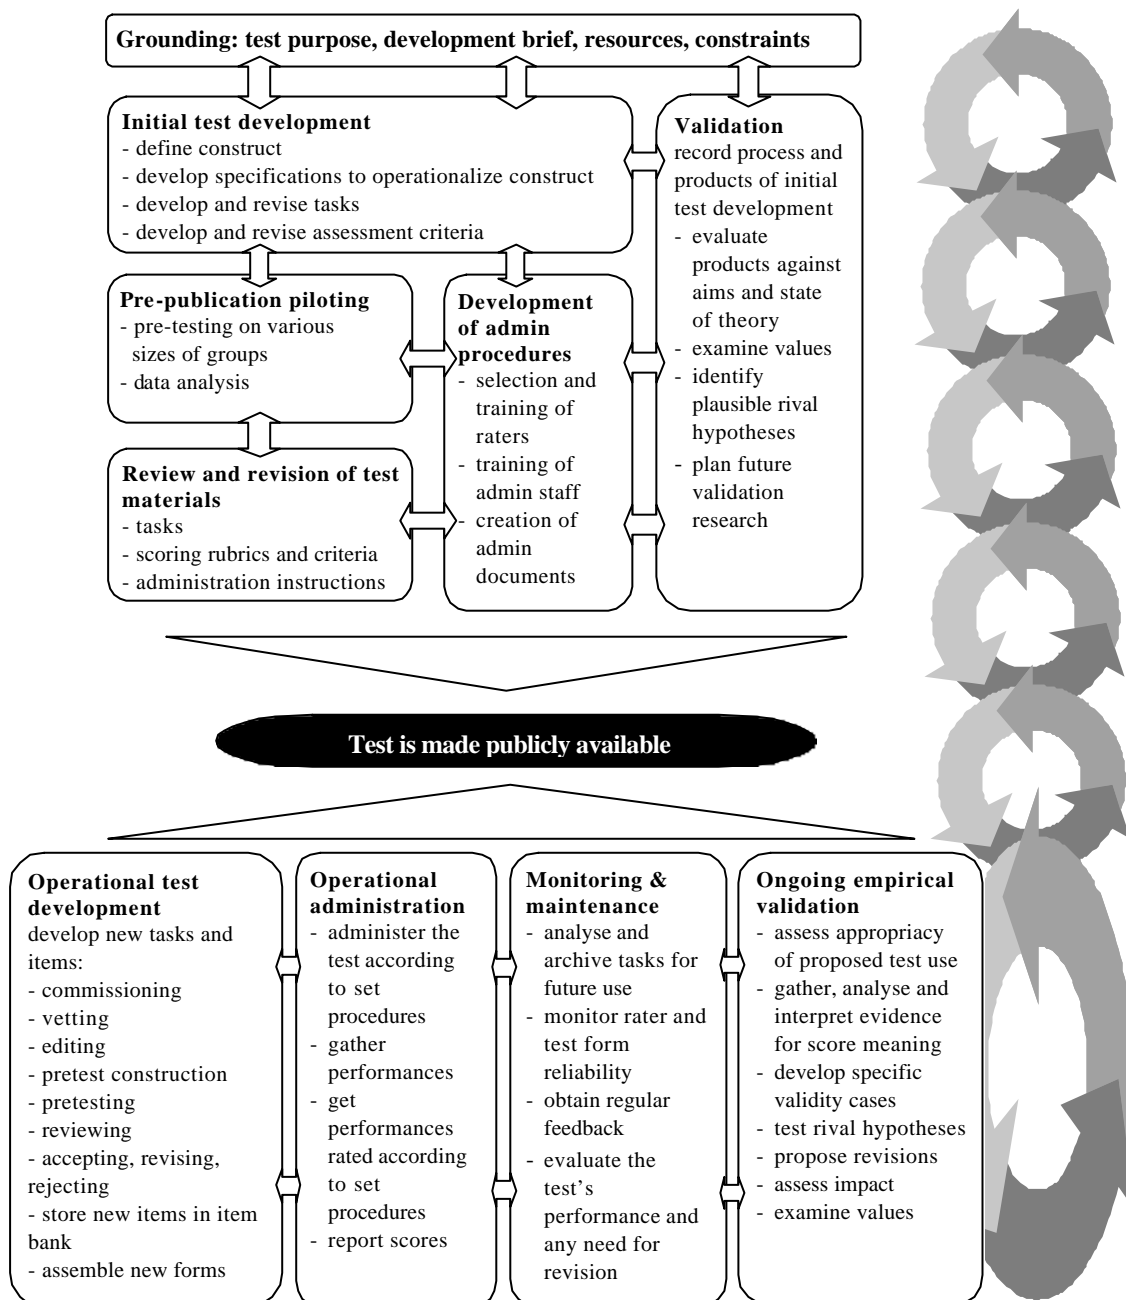 Grounding: test purpose, development brief, resources, constraints
Initial test development
- define construct
- develop specifications to operationalize construct
- develop and revise tasks
- develop and revise assessment criteria
Validation
record process and
products of initial
test development
- evaluate
products against
aims and state
of theory
- examine values
- identify
plausible rival
hypotheses
- plan future
validation
research
Pre-publication piloting
- pre-testing on various
sizes of groups
- data analysis
Development
of admin
procedures
- selection and
training of
raters
- training of
admin staff
- creation of
admin
documents
Review and revision of test
materials
- tasks
- scoring rubrics and criteria
- administration instructions
Test is made publicly available
Operational test
development
develop new tasks and
items:
- commissioning
- vetting
- editing
- pretest construction
- pretesting
- reviewing
- accepting, revising,
rejecting
- store new items in item
bank
- assemble new forms
Operational
administration
- administer the
test according
to set
procedures
- gather
performances
- get
performances
rated according
to set
procedures
- report scores
Monitoring &
maintenance
- analyse and
archive tasks for
future use
- monitor rater and
test form
reliability
- obtain regular
feedback
- evaluate the
test's
performance and
any need for
revision
Ongoing empirical
validation
- assess appropriacy
of proposed test use
- gather, analyse and
interpret evidence
for score meaning
- develop specific
validity cases
- test rival hypotheses
- propose revisions
- assess impact
- examine values